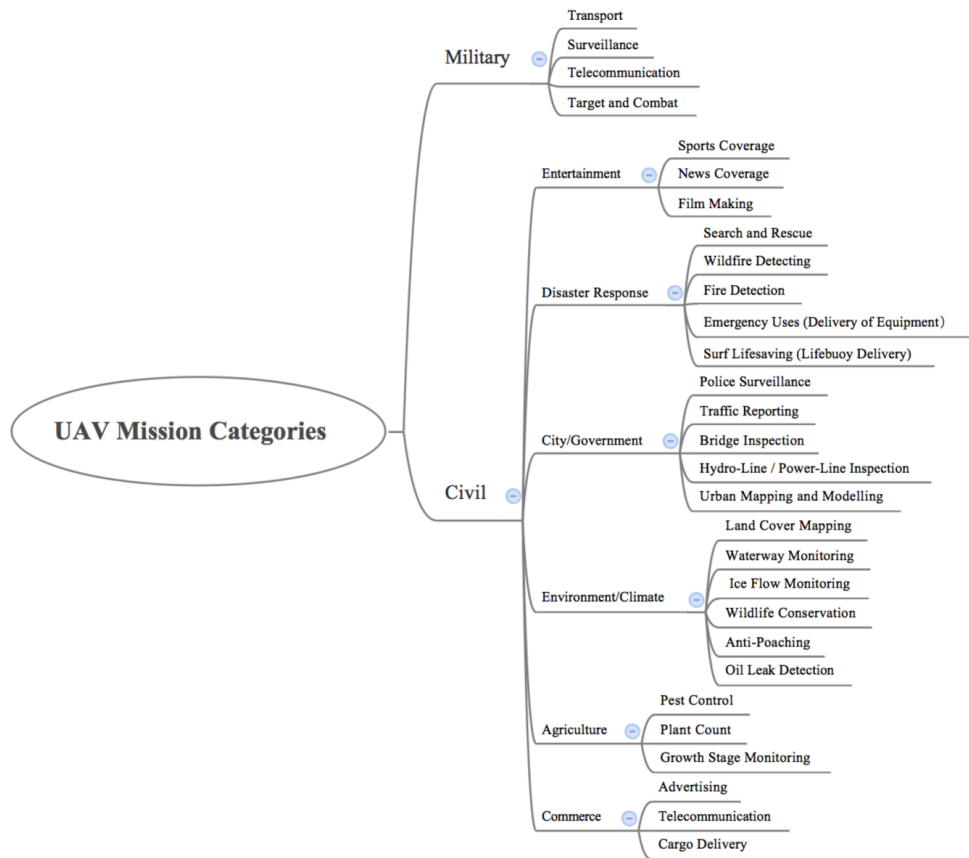 UAV Mission Categories
Military
Transport
Surveillance
Telecommunication
Target and Combat
Civil
Entertainment
Sports Coverage
News Coverage
Film Making
Disaster Response
Search and Rescue
Wildfire Detecting
Fire Detection
Emergency Uses (Delivery of Equipment)
Surf Lifesaving (Lifebuoy Delivery)
City/Government
Police Surveillance
Traffic Reporting
Bridge Inspection
Hydro-Line / Power-Line Inspection
Urban Mapping and Modelling
Environment/Climate
Land Cover Mapping
Waterway Monitoring
Ice Flow Monitoring
Wildlife Conservation
Anti-Poaching
Oil Leak Detection
Agriculture
Pest Control
Plant Count
Growth Stage Monitoring
Commerce
Advertising
Telecommunication
Cargo Delivery